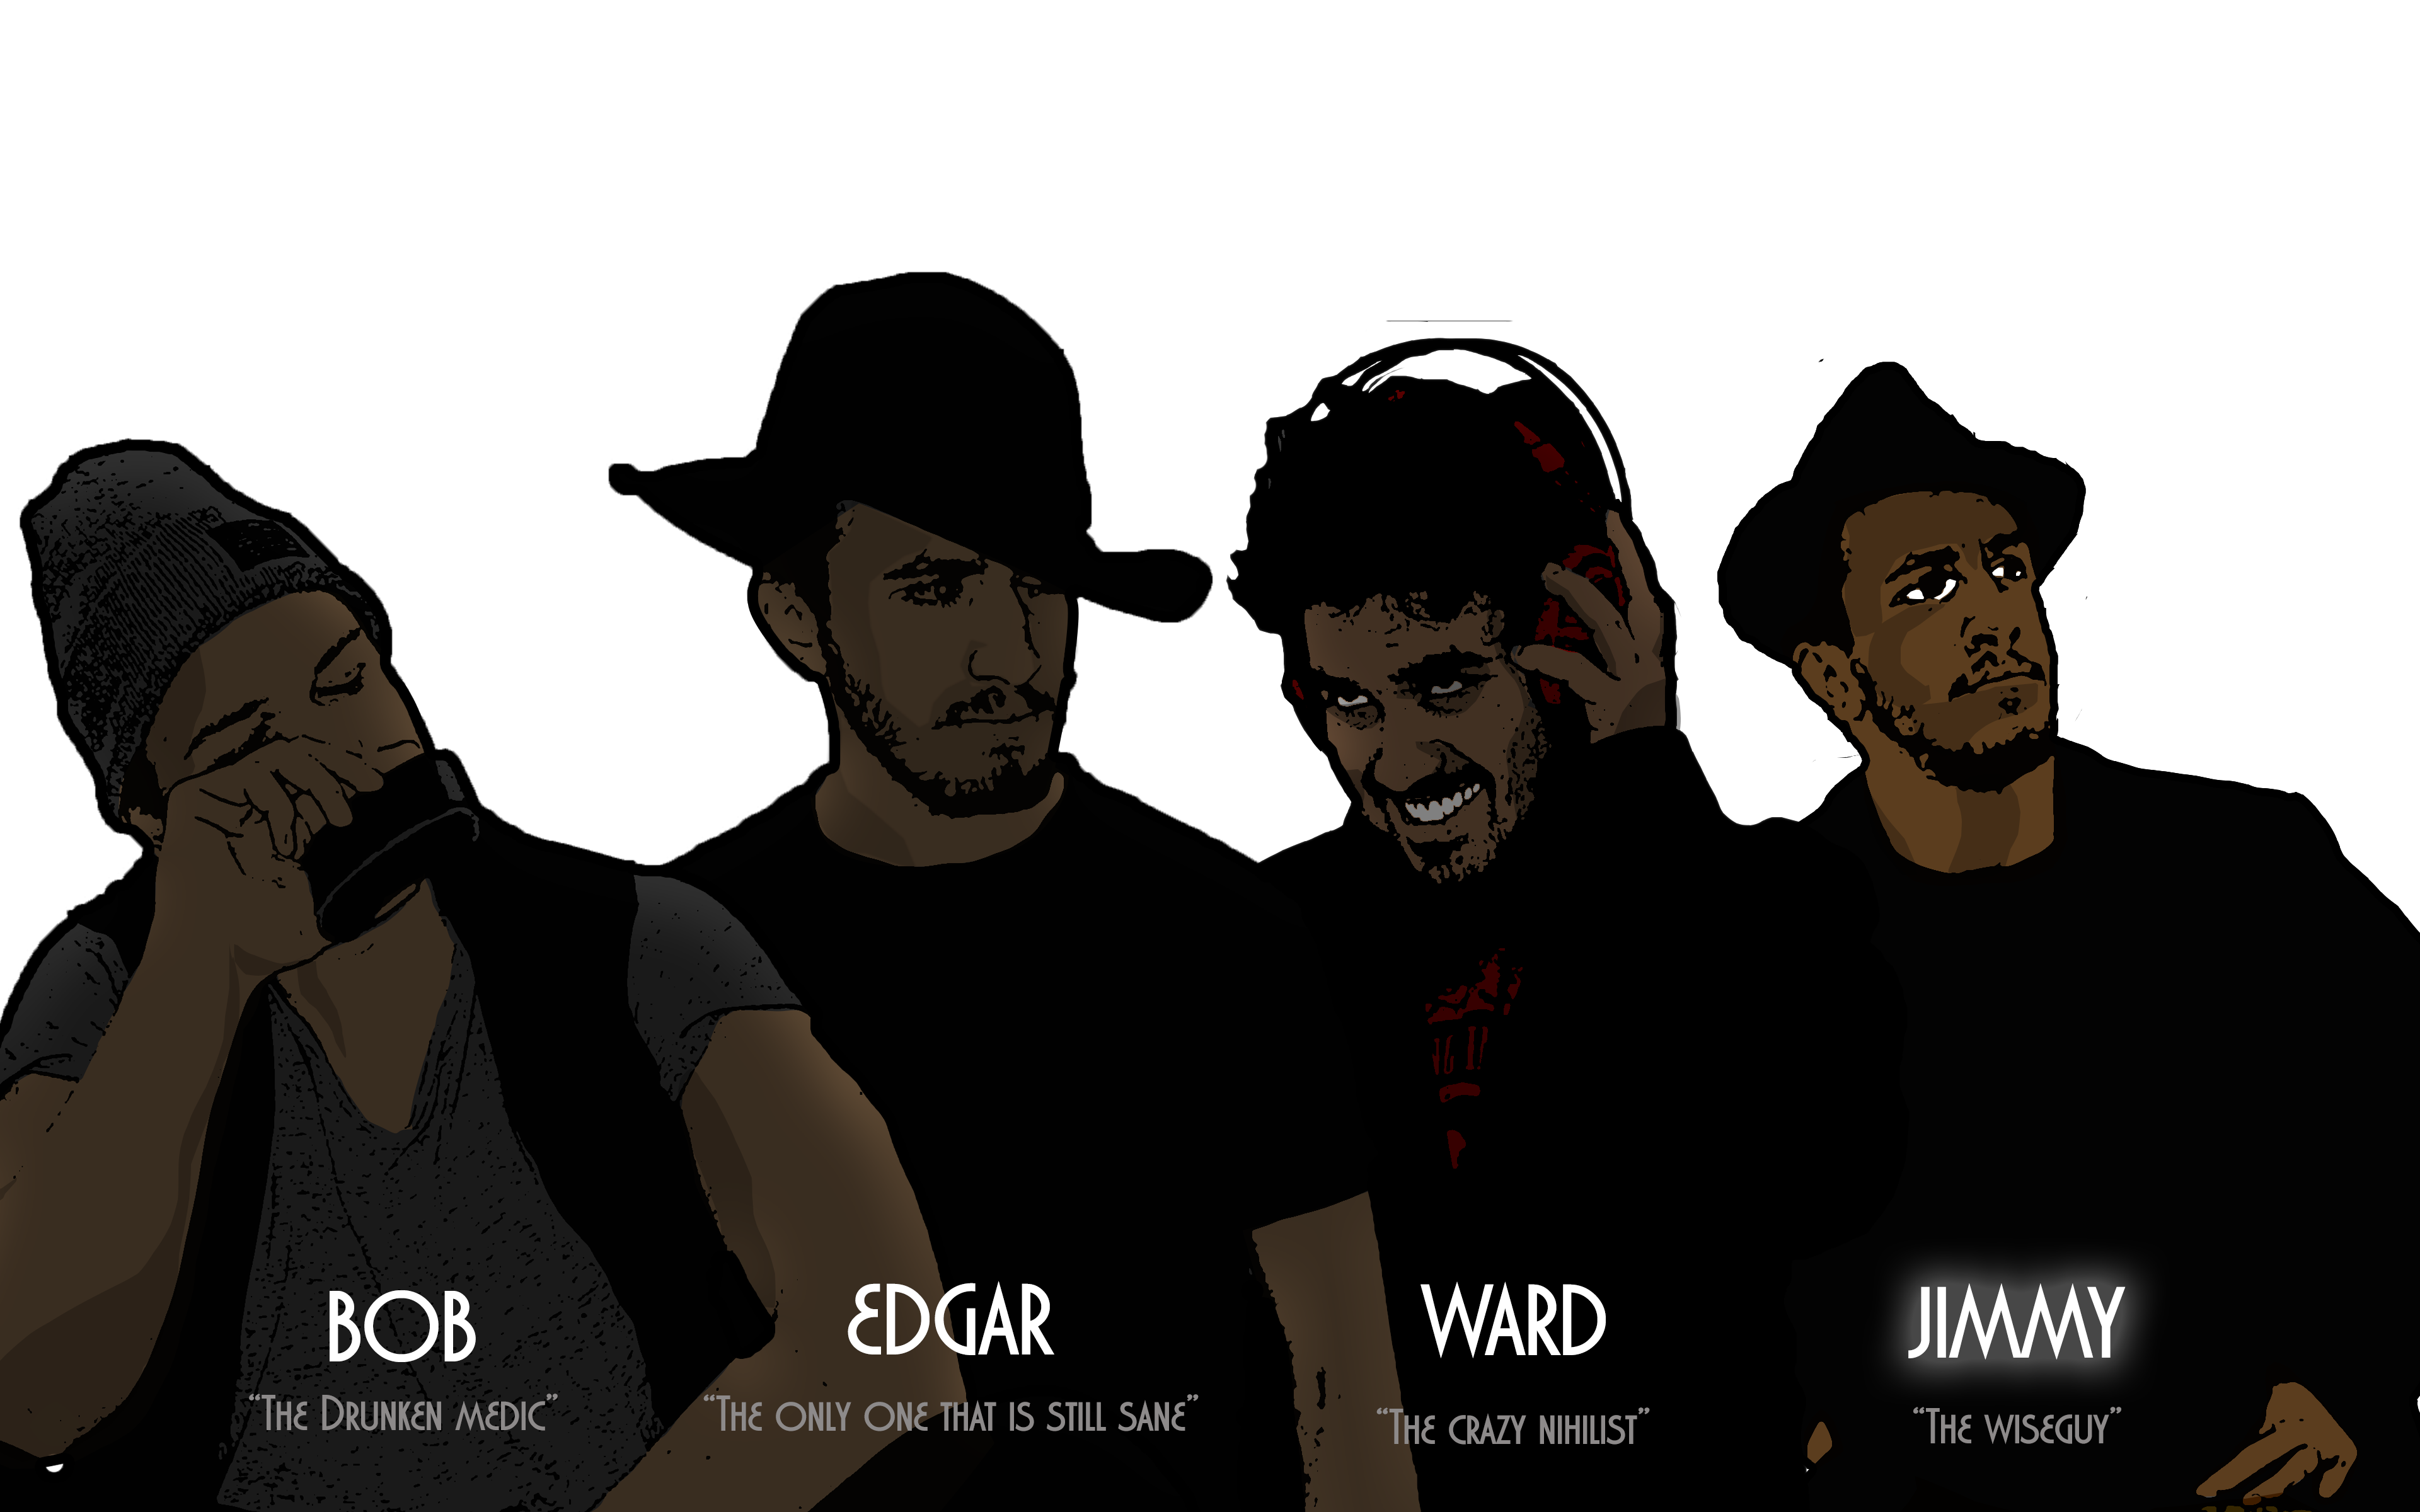 BOB
EDGAR
WARD
JIMMY
“The Drunken medic”
“The only one that is still sane”
“The crazy nihilist”
“The wiseguy”